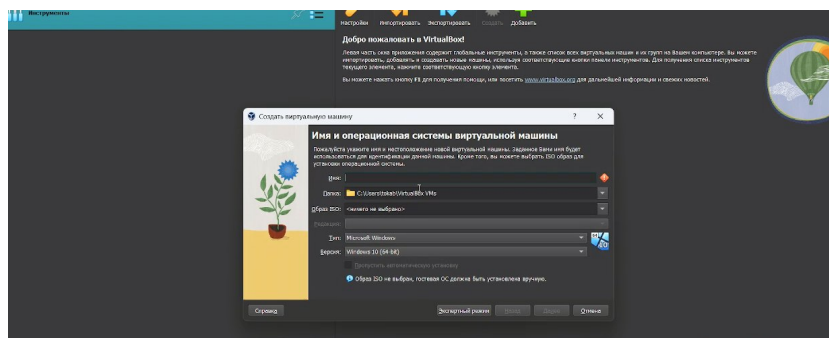 Инструменты
Настройки Импортировать Экспортировать Создать Добавить
Добро пожаловать в VirtualBox!
Левая часть окна приложения содержит глобальные инструменты, а также список всех виртуальных машин и их групп на Вашем компьютере. Вы можете
импортировать, добавлять и создавать новые машины, используя соответствующие кнопки панели инструментов. Для получения списка инструментов
текущего элемента, нажмите соответствующую кнопку элемента.
Вы можете нажать кнопку F1 для получения помощи, или посетить www.virtualbox.org для дальнейшей информации и свежих новостей.
Создать виртуальную машину
Имя и операционная системы виртуальной машины
Пожалуйста укажите имя и местоположение новой виртуальной машины. Заданное Вами имя будет
использоваться для идентификации данной машины. Кроме того, вы можете выбрать ISO образ для
установки операционной системы.
Имя:
Папка: C:\Users\tokab\VirtualBox VMs
Образ ISO: <ничего не выбрано>
Редакция:
Тип: Microsoft Windows
Версия: Windows 10 (64-bit)
Пропустить автоматическую установку
Образ ISO не выбран, гостевая ОС должна быть установлена вручную.
Справка Экспертный режим Назад Далее Отмена